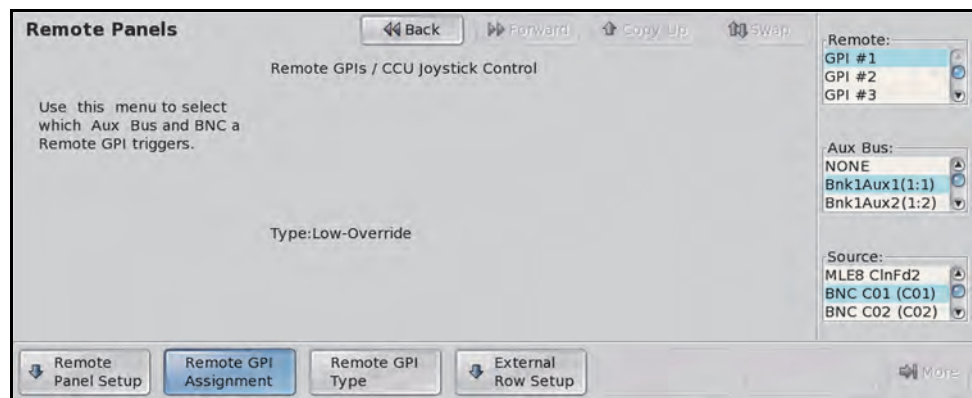 Remote Panels
Back
Forward
Copy Up
Swap
Remote GPIs / CCU Joystick Control
Use this menu to select
which Aux Bus and BNC a
Remote GPI triggers.
Type:Low-Override
Remote:
GPI #1
GPI #2
GPI #3
Aux Bus:
NONE
Bnk1Aux1(1:1)
Bnk1Aux2(1:2)
Source:
MLE8 ClnFd2
BNC C01 (C01)
BNC C02 (C02)
Remote
Panel Setup
Remote GPI
Assignment
Remote GPI
Type
External
Row Setup
More